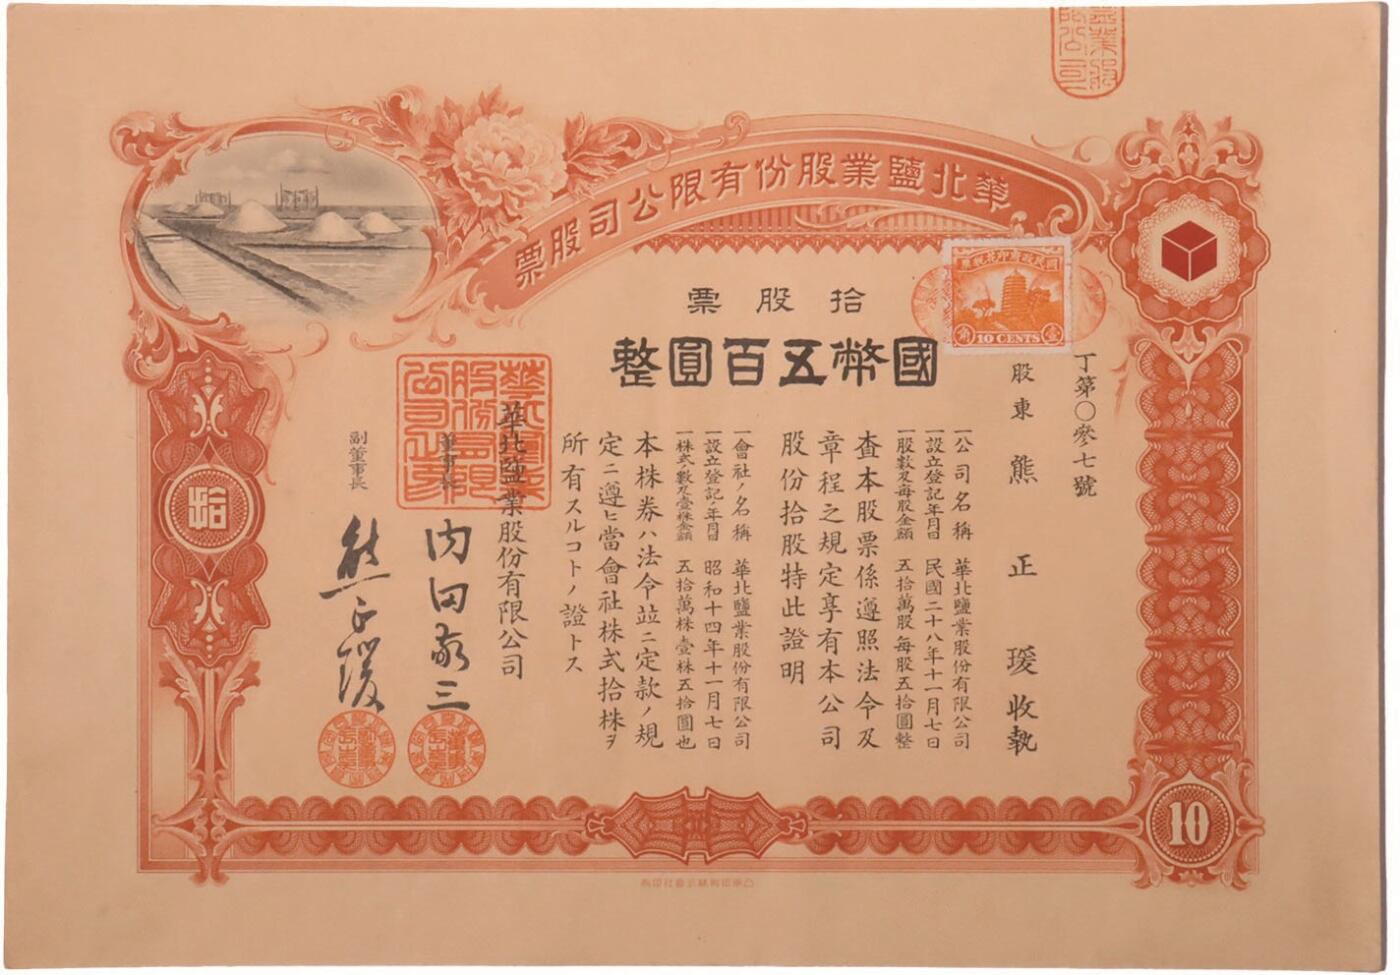 華北鹽業股份有限公司股票
拾股票
國幣五百圓整
10 CENTS
丁第〇參七號
股東 熊正瑗收執
一公司名稱 華北鹽業股份有限公司
一設立登記年月日 民國二十八年十一月七日
一股數及每股金額 五拾萬股每股五拾圓整
查本股票係遵照法令及
章程之規定享有本公司
股份拾股特此證明
一會社ノ名稱 華北鹽業股份有限公司
一設立登記ノ年月日 昭和十四年十一月七日
一株式ノ數及壹株金額 五拾萬株壹株五拾圓也
本株券ハ法令竝ニ定款ノ規
定ニ遵ヒ當會社株式拾株ヲ
所有スルコトノ證トス
華北鹽業股份有限公司
董事長 内田敬三
副董事長 熊正瑗
拾
10